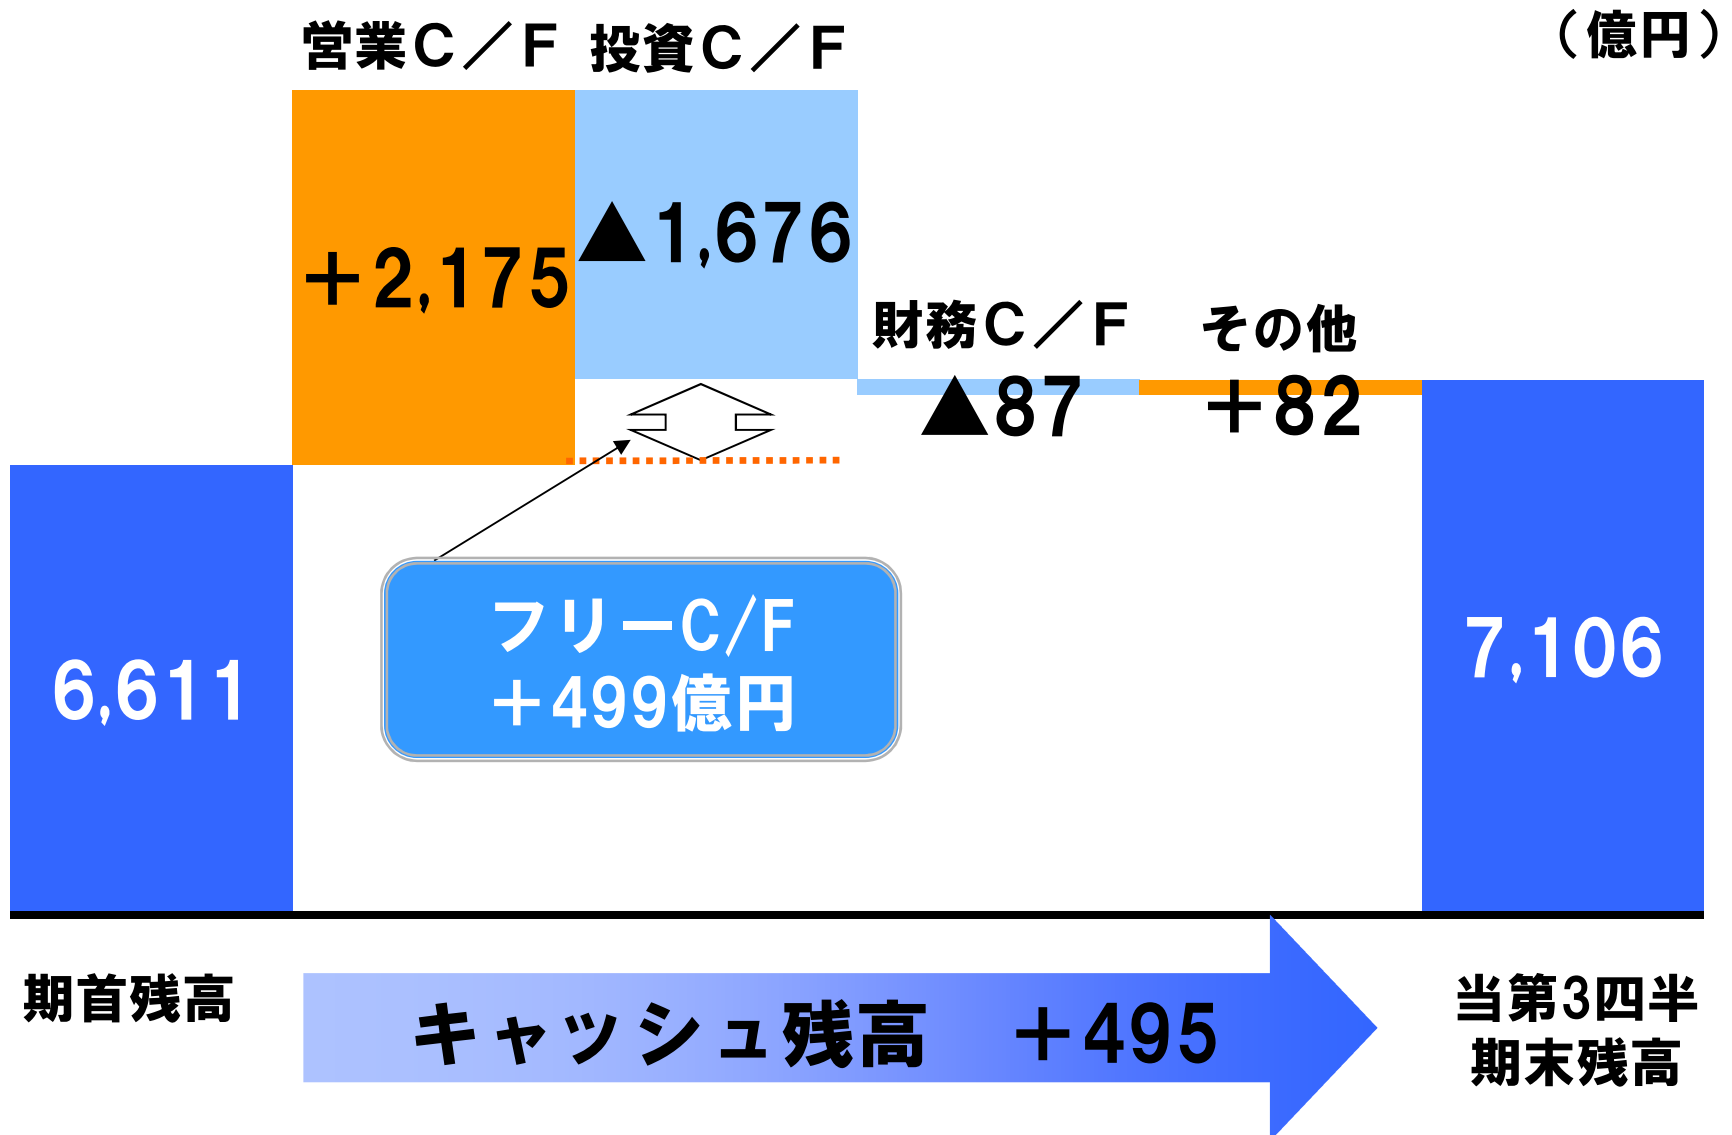 （億円）
営業Ｃ／Ｆ
投資Ｃ／Ｆ
＋2,175
▲1,676
財務Ｃ／Ｆ
その他
▲87
＋82
フリーC/F
＋499億円
6,611
7,106
期首残高
キャッシュ残高　＋495
当第3四半
期末残高